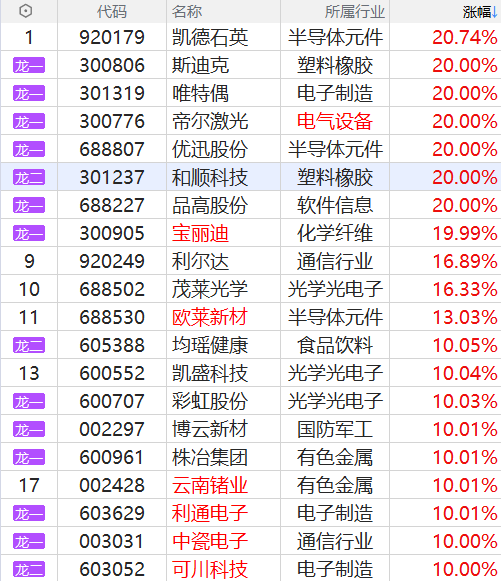 代码 名称 所属行业 涨幅↓
1 920179 凯德石英 半导体元件 20.74%
龙一 300806 斯迪克 塑料橡胶 20.00%
龙一 301319 唯特偶 电子制造 20.00%
龙一 300776 帝尔激光 电气设备 20.00%
龙一 688807 优迅股份 半导体元件 20.00%
龙二 301237 和顺科技 塑料橡胶 20.00%
龙一 688227 品高股份 软件信息 20.00%
龙一 300905 宝丽迪 化学纤维 19.99%
9 920249 利尔达 通信行业 16.89%
10 688502 茂莱光学 光学光电子 16.33%
11 688530 欧莱新材 半导体元件 13.03%
龙二 605388 均瑶健康 食品饮料 10.05%
13 600552 凯盛科技 光学光电子 10.04%
龙一 600707 彩虹股份 光学光电子 10.03%
龙一 002297 博云新材 国防军工 10.01%
龙一 600961 株冶集团 有色金属 10.01%
17 002428 云南锗业 有色金属 10.01%
龙一 603629 利通电子 电子制造 10.01%
龙一 003031 中瓷电子 通信行业 10.00%
龙二 603052 可川科技 电子制造 10.00%